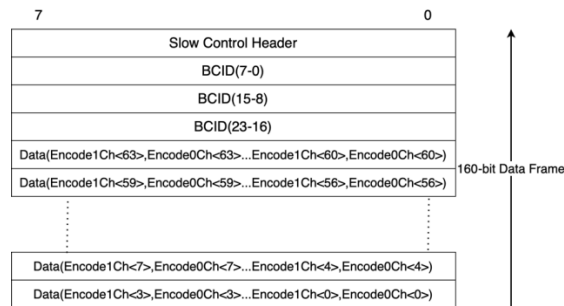 7 0
Slow Control Header
BCID(7-0)
BCID(15-8)
BCID(23-16)
Data(Encode1Ch<63>,Encode0Ch<63>...Encode1Ch<60>,Encode0Ch<60>)
160-bit Data Frame
Data(Encode1Ch<59>,Encode0Ch<59>...Encode1Ch<56>,Encode0Ch<56>)
Data(Encode1Ch<7>,Encode0Ch<7>...Encode1Ch<4>,Encode0Ch<4>)
Data(Encode1Ch<3>,Encode0Ch<3>...Encode1Ch<0>,Encode0Ch<0>)